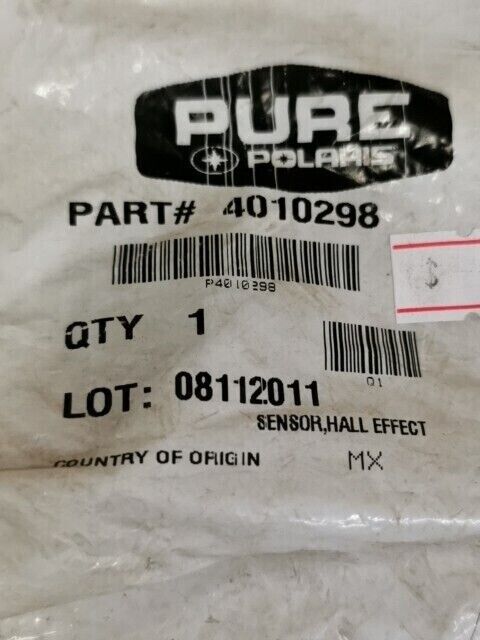 PURE
POLARIS
PART# 4010298
P4010298
$
QTY 1
Q1
LOT: 08112011
SENSOR,HALL EFFECT
COUNTRY OF ORIGIN MX